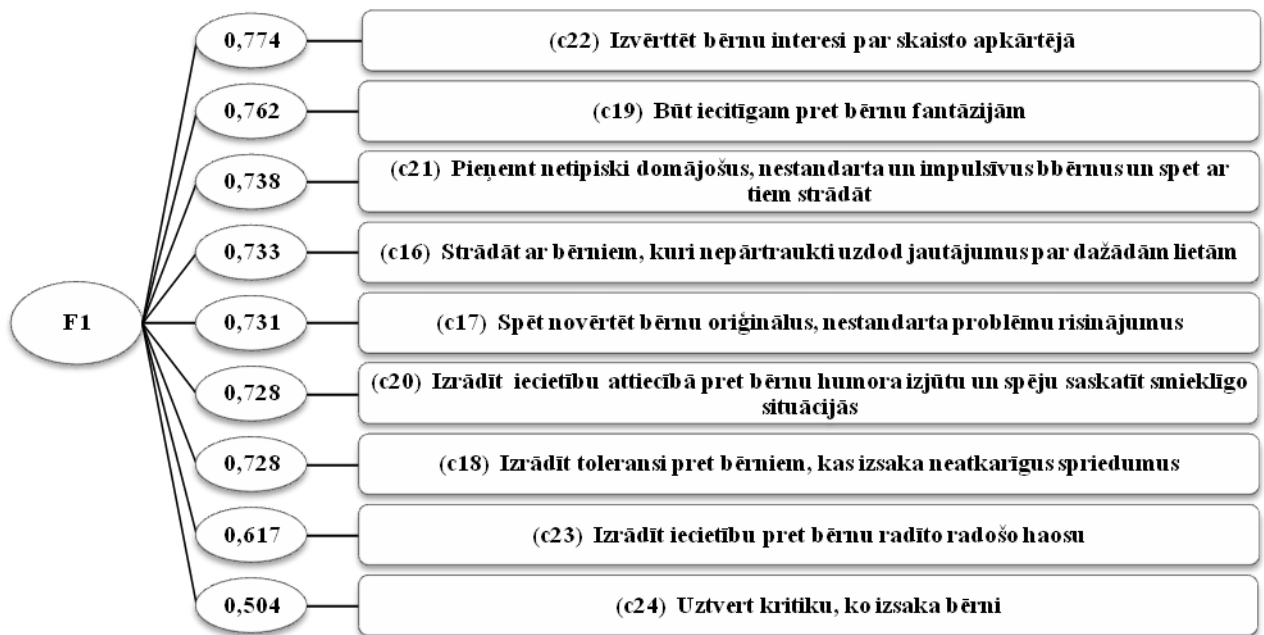 0,774 (c22) Izvērttēt bērnu interesi par skaisto apkārtējā
0,762 (c19) Būt iecitīgam pret bērnu fantāzijām
0,738 (c21) Pieņemt netipiski domājošus, nestandarta un impulsīvus bbērnus un spet ar
tiem strādāt
0,733 (c16) Strādāt ar bērniem, kuri nepārtraukti uzdod jautājumus par dažādām lietām
F1
0,731 (c17) Spēt novērtēt bērnu oriģinālus, nestandarta problēmu risinājumus
0,728 (c20) Izrādīt iecietību attiecībā pret bērnu humora izjūtu un spēju saskatīt smieklīgo
situācijās
0,728 (c18) Izrādīt toleransi pret bērniem, kas izsaka neatkarīgus spriedumus
0,617 (c23) Izrādīt iecietību pret bērnu radīto radošo haosu
0,504 (c24) Uztvert kritiku, ko izsaka bērni